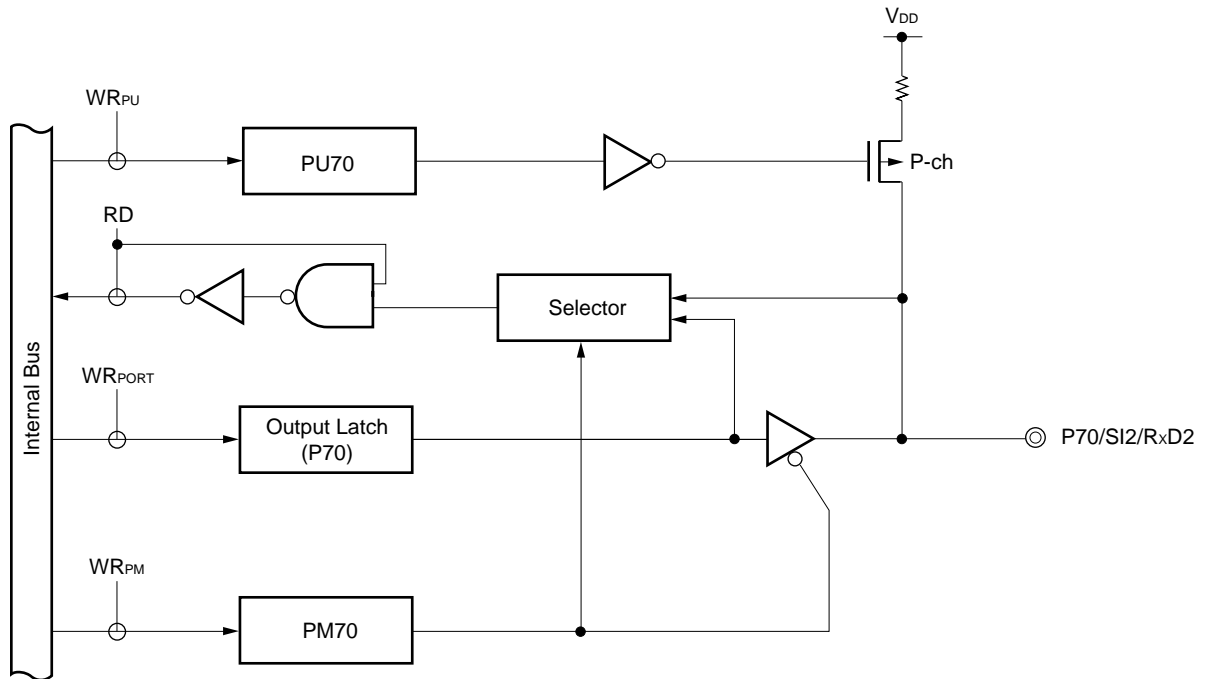 VDD
WRPU
PU70
P-ch
RD
Selector
Internal Bus
WRPORT
Output Latch
(P70)
P70/SI2/RxD2
WRPM
PM70